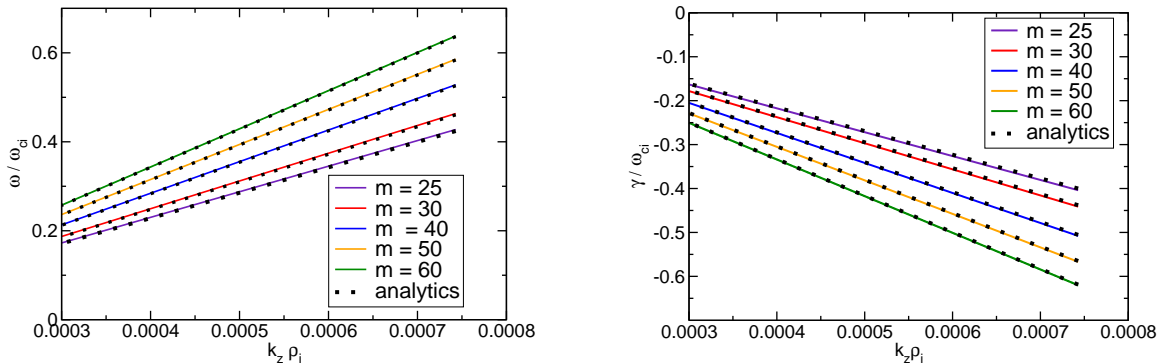 0.6
0.4
0.2
0
ω / ω_ci
m = 25
m = 30
m = 40
m = 50
m = 60
analytics
0.0003 0.0004 0.0005 0.0006 0.0007 0.0008
k_z ρ_i
0
-0.1
-0.2
-0.3
-0.4
-0.5
-0.6
γ / ω_ci
m = 25
m = 30
m = 40
m = 50
m = 60
analytics
0.0003 0.0004 0.0005 0.0006 0.0007 0.0008
k_z ρ_i